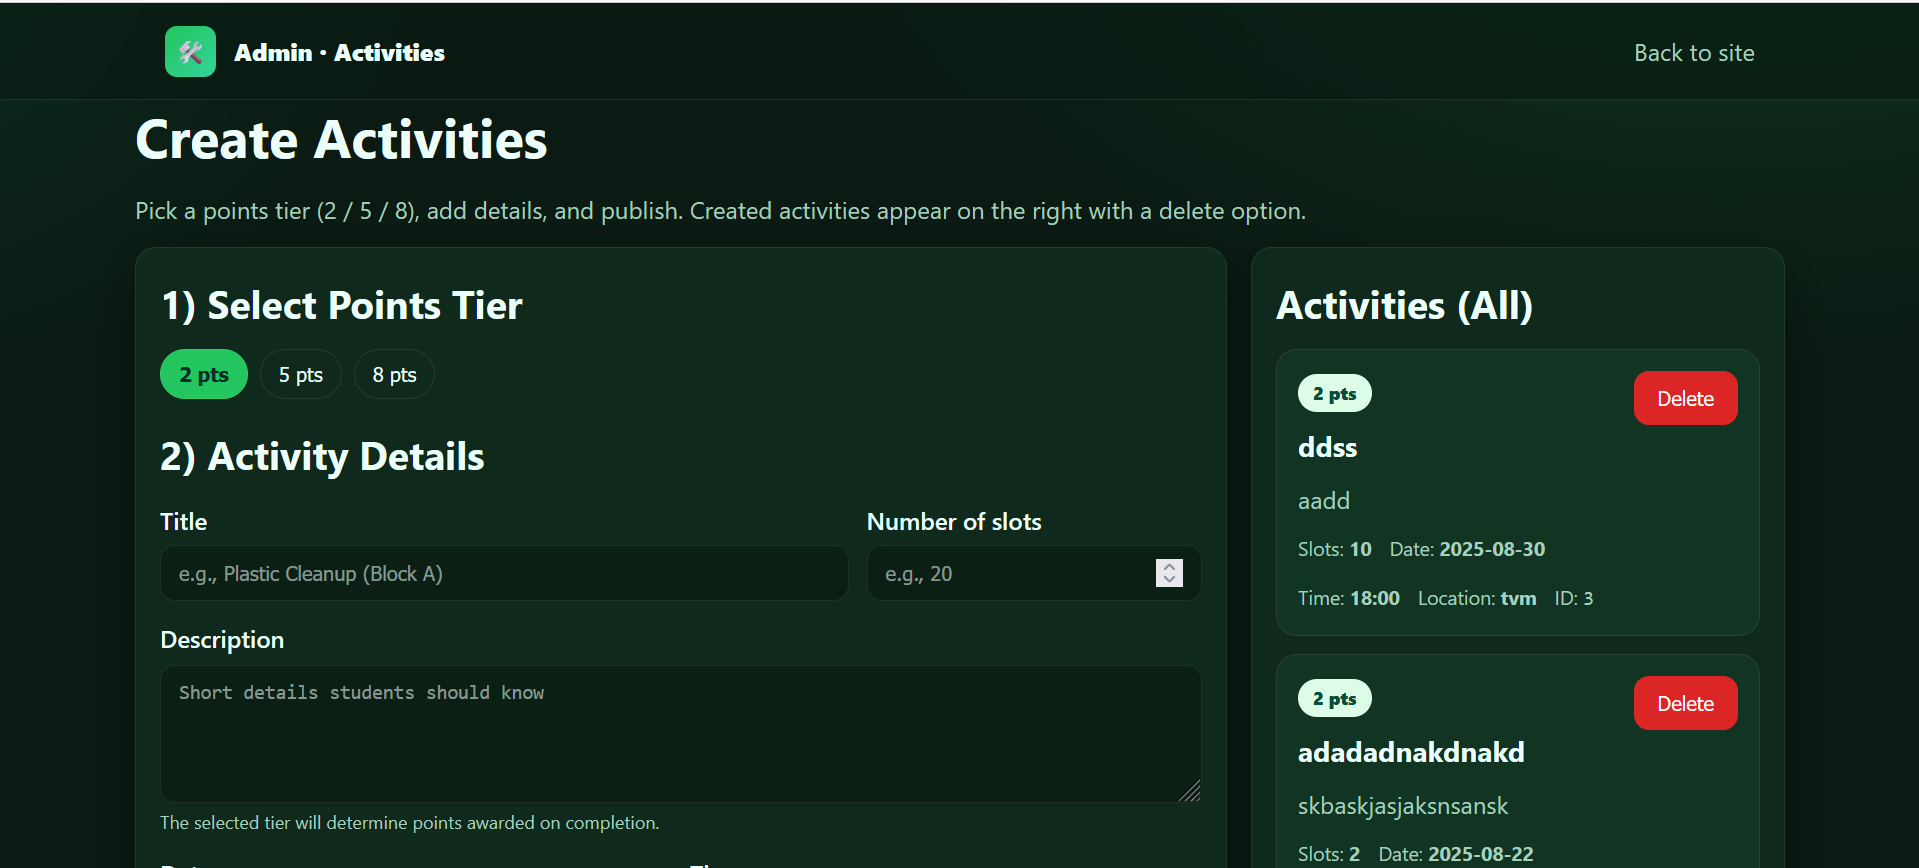 Admin · Activities
Back to site
Create Activities
Pick a points tier (2 / 5 / 8), add details, and publish. Created activities appear on the right with a delete option.
1) Select Points Tier
2 pts
5 pts
8 pts
2) Activity Details
Title
Number of slots
e.g., Plastic Cleanup (Block A)
e.g., 20
Description
Short details students should know
The selected tier will determine points awarded on completion.
Activities (All)
2 pts
Delete
ddss
aadd
Slots: 10 Date: 2025-08-30
Time: 18:00 Location: tvm ID: 3
2 pts
Delete
adadadnakdnakd
skbaskjasjaksnsansk
Slots: 2 Date: 2025-08-22